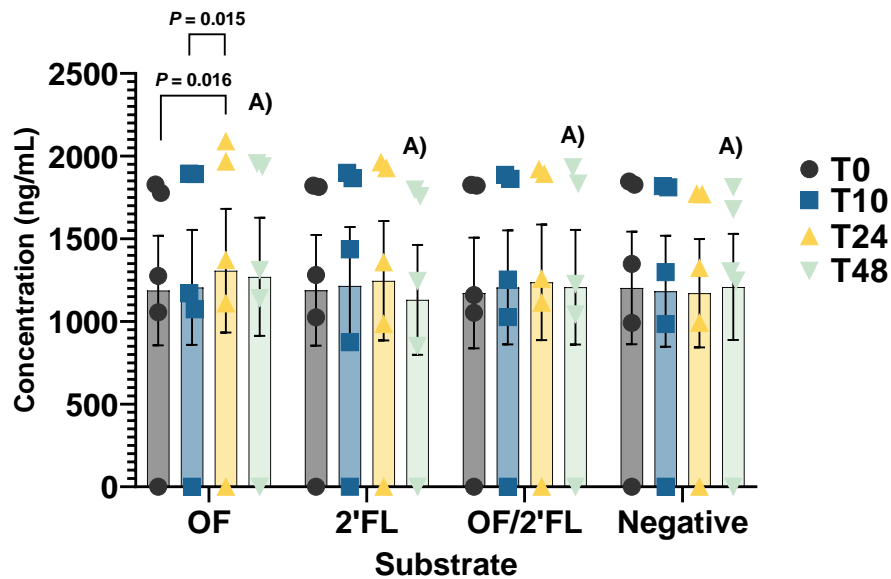 P = 0.015
P = 0.016
A)
A)
A)
A)
Concentration (ng/mL)
2500
2000
1500
1000
500
0
OF
2'FL
OF/2'FL
Negative
Substrate
T0
T10
T24
T48